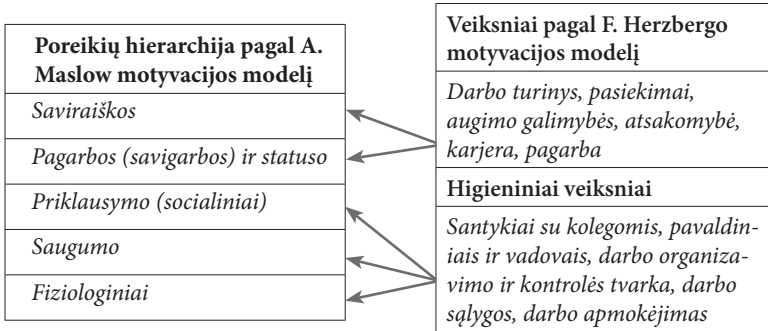 Poreikių hierarchija pagal A.
Maslow motyvacijos modelį
Saviraiškos
Pagarbos (savigarbos) ir statuso
Priklausymo (socialiniai)
Saugumo
Fiziologiniai
Veiksniai pagal F. Herzbergo
motyvacijos modelį
Darbo turinys, pasiekimai,
augimo galimybės, atsakomybė,
karjera, pagarba
Higieniniai veiksniai
Santykiai su kolegomis, pavaldin-
iais ir vadovais, darbo organiza-
vimo ir kontrolės tvarka, darbo
sąlygos, darbo apmokėjimas